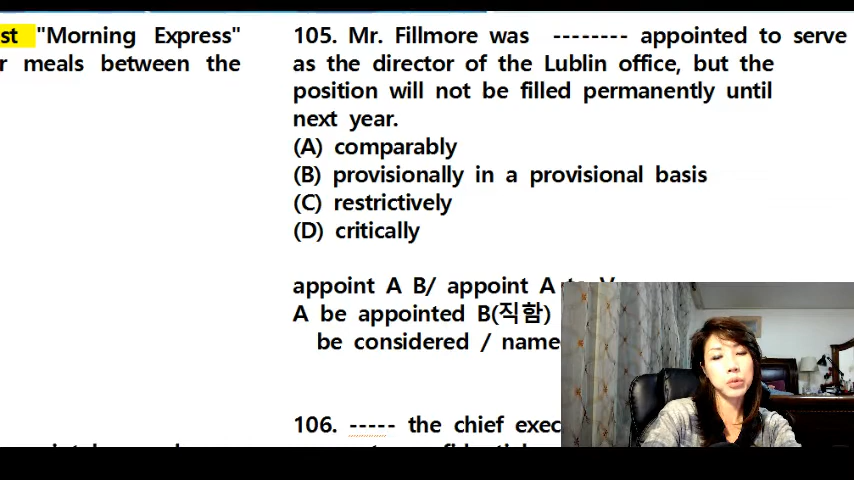 st "Morning Express"
r meals between the
105. Mr. Fillmore was -------- appointed to serve
as the director of the Lublin office, but the
position will not be filled permanently until
next year.
(A) comparably
(B) provisionally in a provisional basis
(C) restrictively
(D) critically
appoint A B/ appoint A to V
A be appointed B(직함)
be considered / name
106. ----- the chief exec